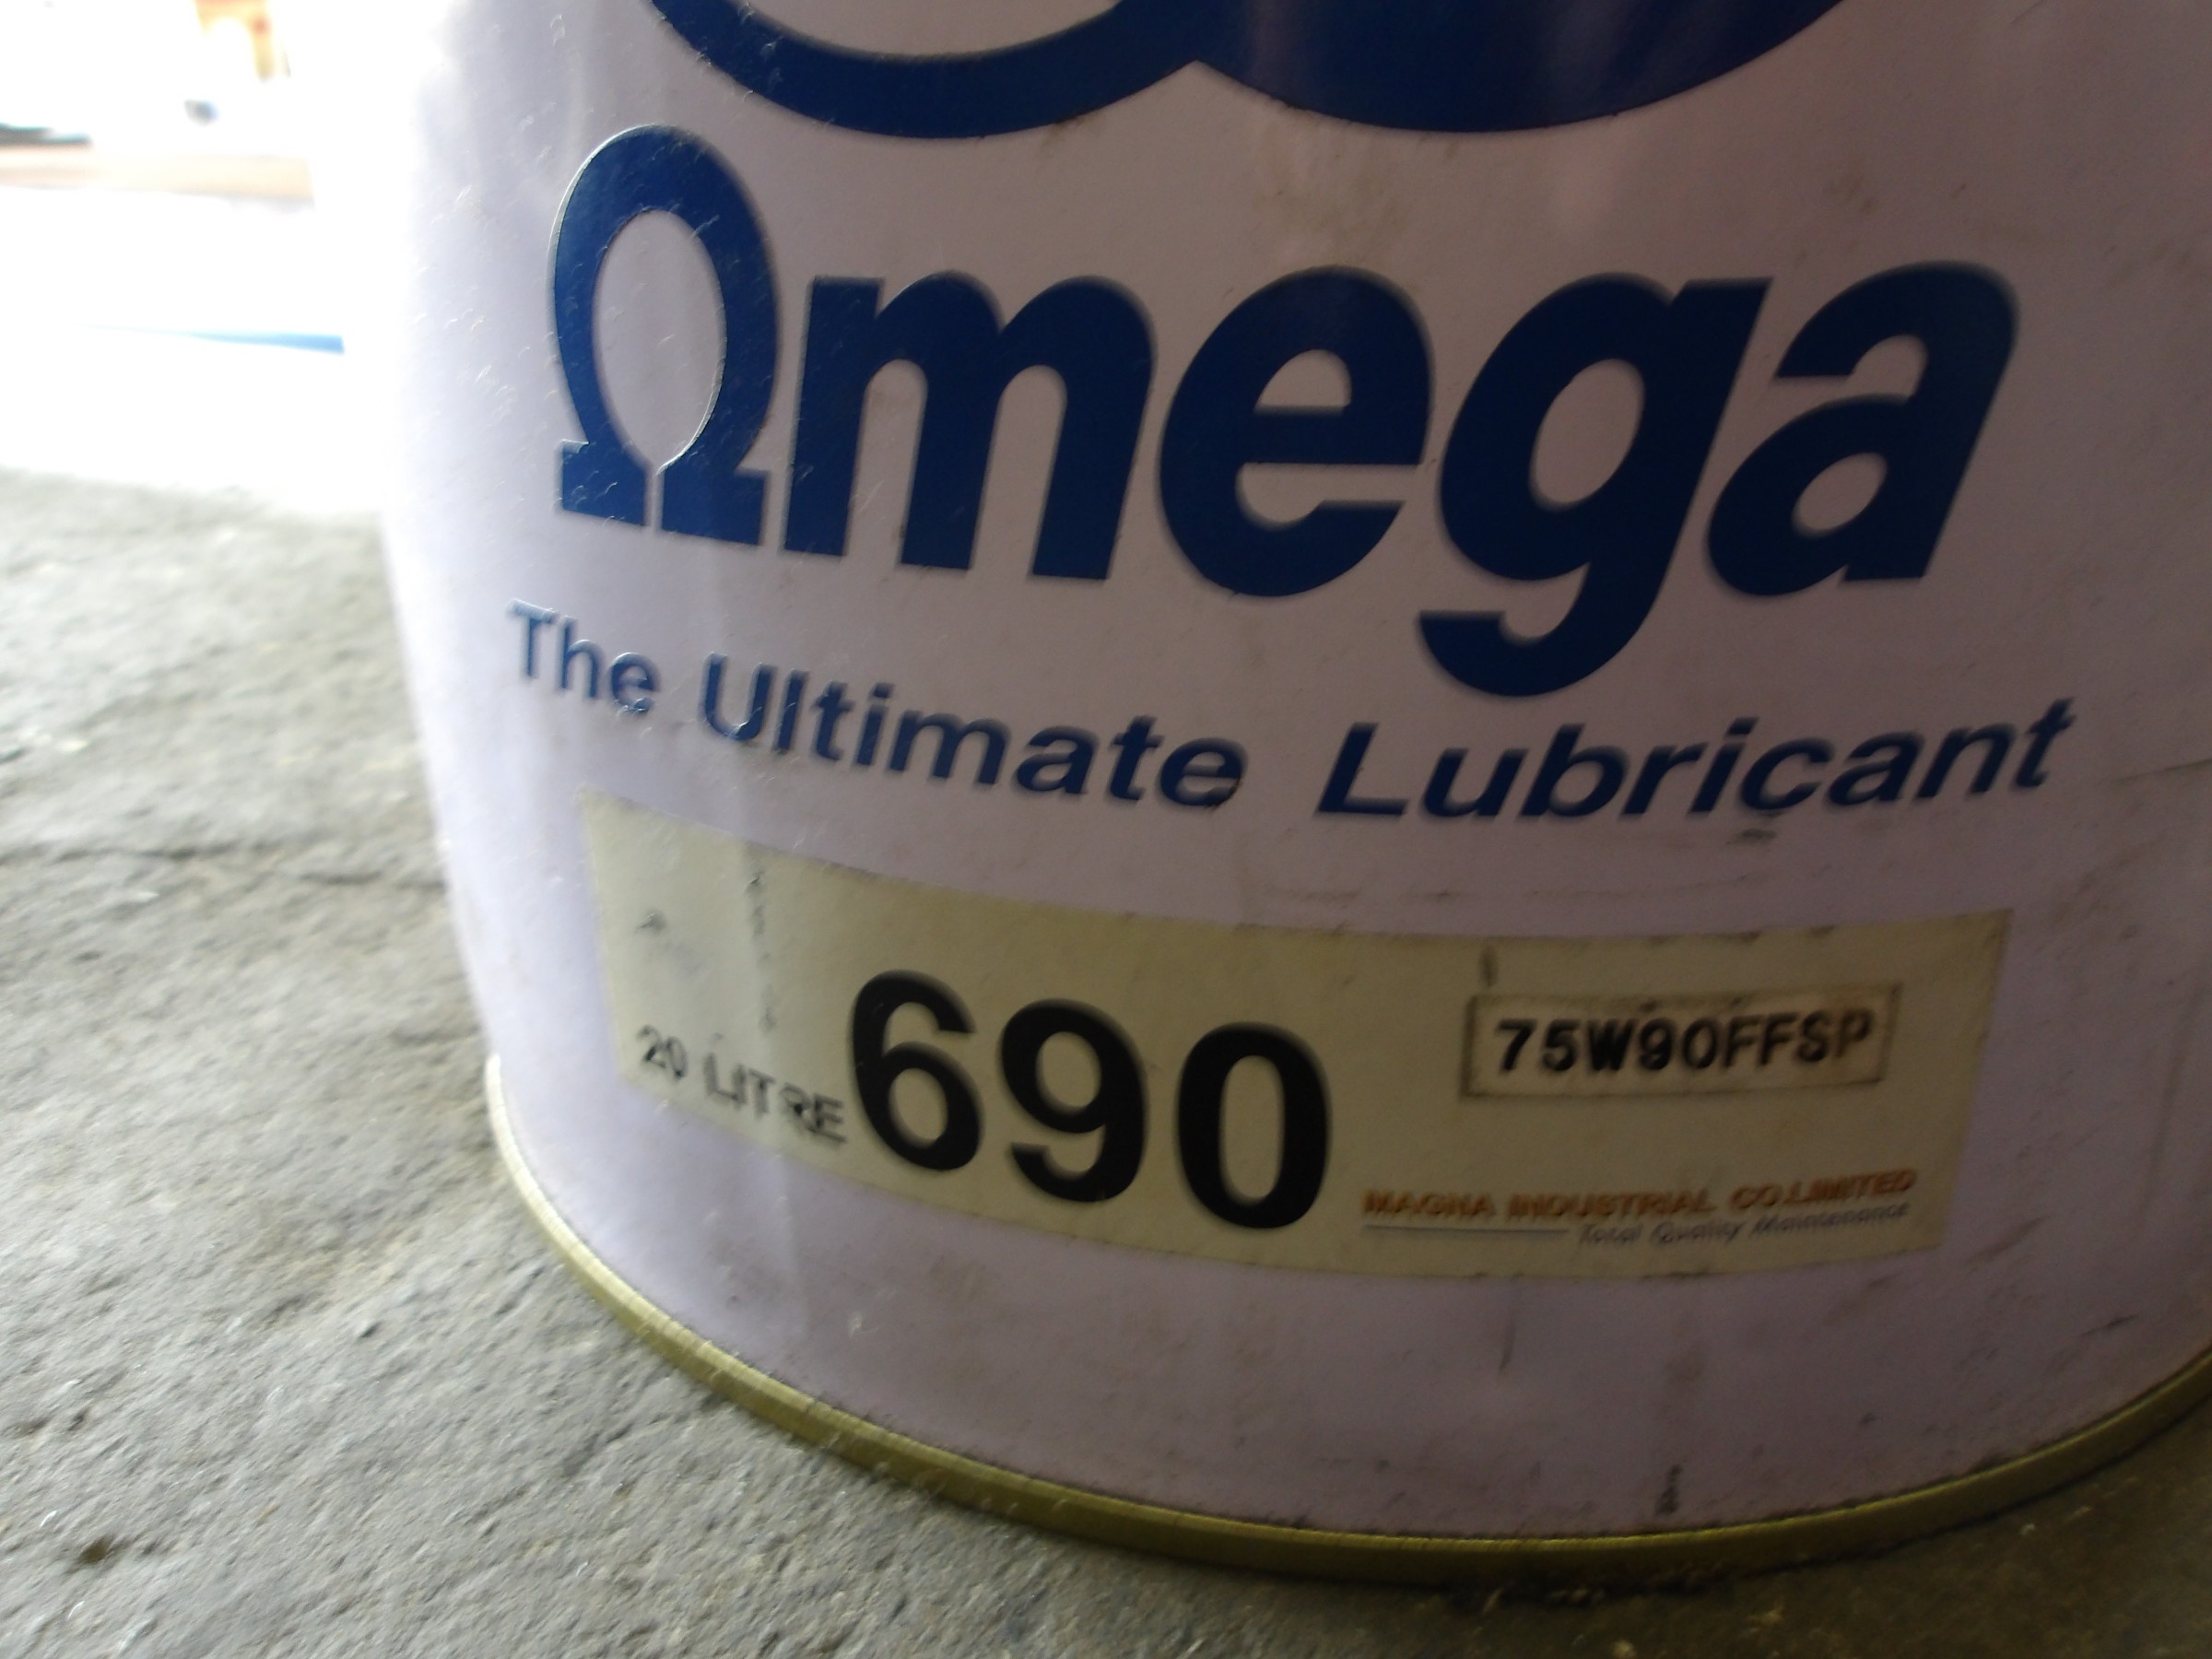 Ωmega
The Ultimate Lubricant
20 LITRE 690 75W90FFSP
MAGNA INDUSTRIAL CO.LIMITED
Total Quality Maintenance